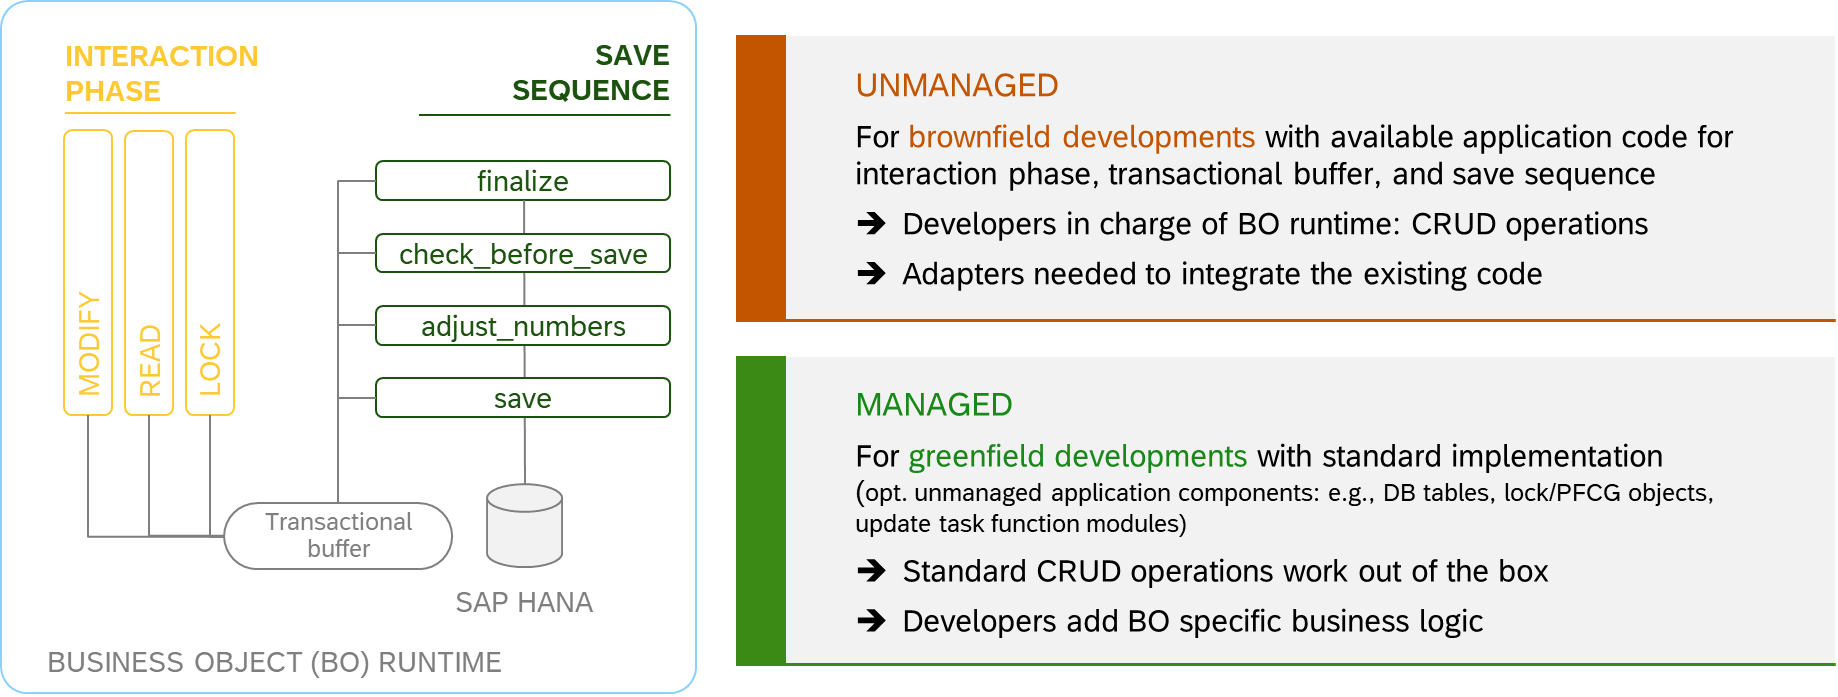 INTERACTION
PHASE
SAVE
SEQUENCE
MODIFY
READ
LOCK
finalize
check_before_save
adjust_numbers
save
Transactional
buffer
SAP HANA
BUSINESS OBJECT (BO) RUNTIME
UNMANAGED
For brownfield developments with available application code for
interaction phase, transactional buffer, and save sequence
➔ Developers in charge of BO runtime: CRUD operations
➔ Adapters needed to integrate the existing code
MANAGED
For greenfield developments with standard implementation
(opt. unmanaged application components: e.g., DB tables, lock/PFCG objects,
update task function modules)
➔ Standard CRUD operations work out of the box
➔ Developers add BO specific business logic